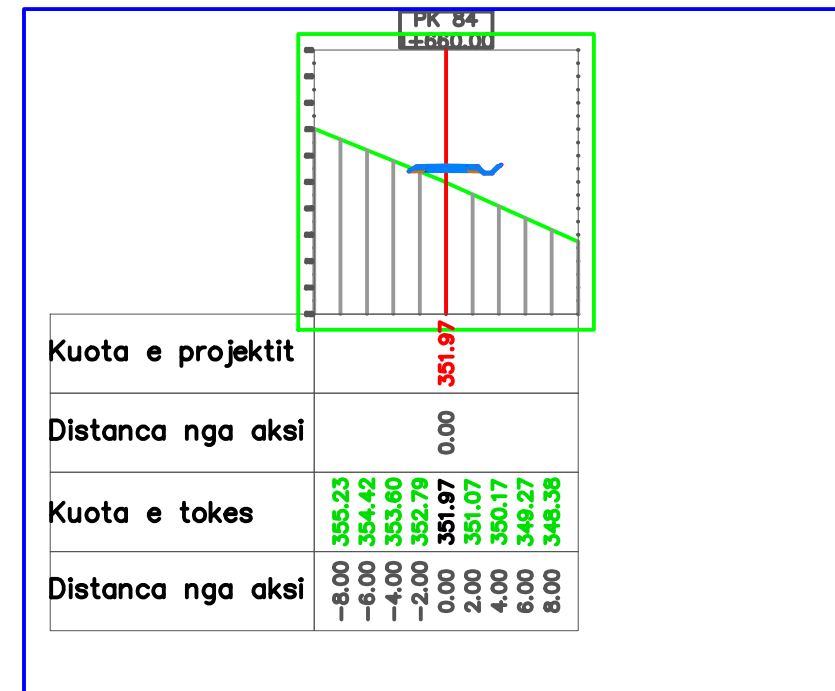 PK 84
1+660.00
Kuota e projektit 351.97
Distanca nga aksi 0.00
Kuota e tokes 355.23 354.42 353.60 352.79 351.97 351.07 350.17 349.27 348.38
Distanca nga aksi -8.00 -6.00 -4.00 -2.00 0.00 2.00 4.00 6.00 8.00